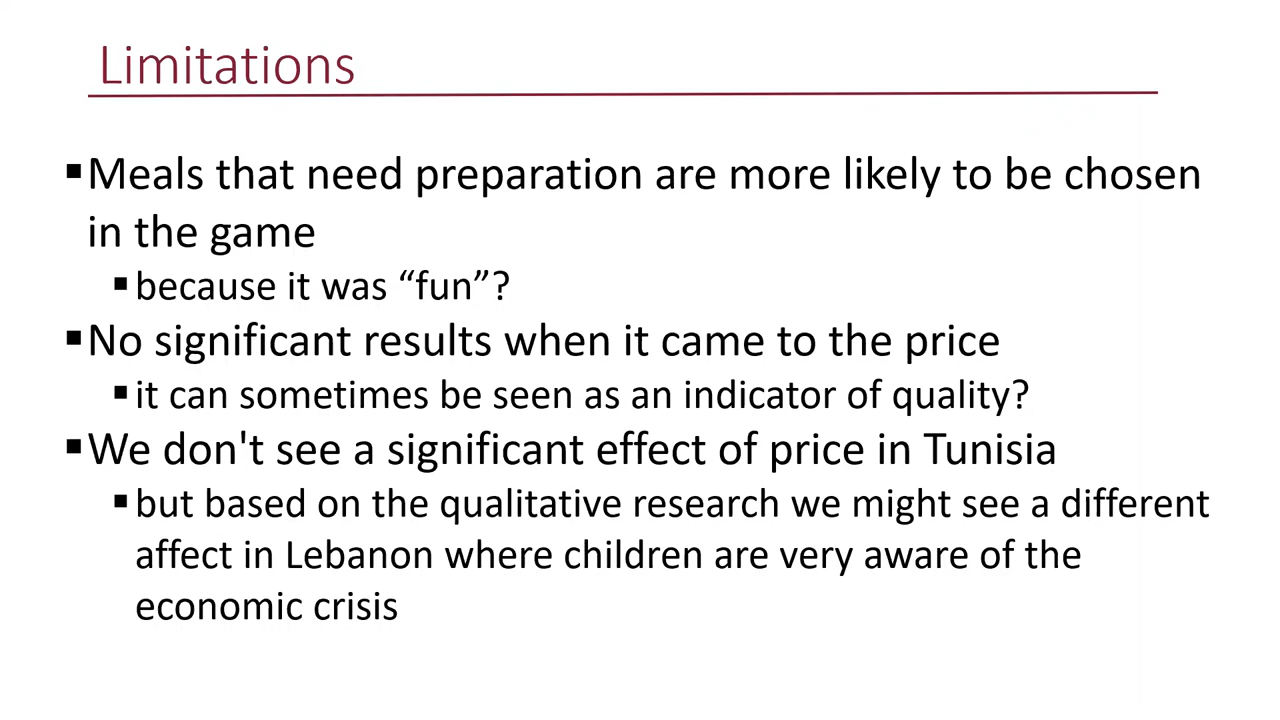 Limitations
▪Meals that need preparation are more likely to be chosen
in the game
▪because it was “fun”?
▪No significant results when it came to the price
▪it can sometimes be seen as an indicator of quality?
▪We don't see a significant effect of price in Tunisia
▪but based on the qualitative research we might see a different
affect in Lebanon where children are very aware of the
economic crisis